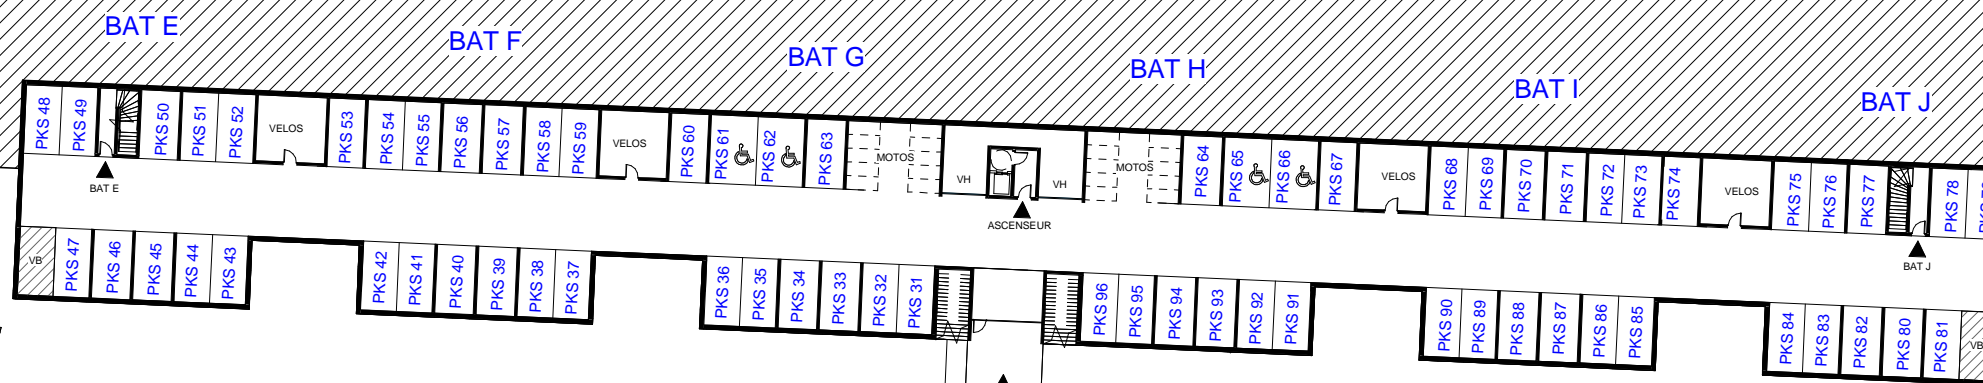 BAT E
BAT F
BAT G
BAT H
BAT I
BAT J
PKS 48
PKS 49
PKS 50
PKS 51
PKS 52
VELOS
PKS 53
PKS 54
PKS 55
PKS 56
PKS 57
PKS 58
PKS 59
VELOS
PKS 60
PKS 61
PKS 62
PKS 63
MOTOS
VH
VH
MOTOS
PKS 64
PKS 65
PKS 66
PKS 67
VELOS
PKS 68
PKS 69
PKS 70
PKS 71
PKS 72
PKS 73
PKS 74
VELOS
PKS 75
PKS 76
PKS 77
PKS 78
BAT E
ASCENSEUR
BAT J
VB
PKS 47
PKS 46
PKS 45
PKS 44
PKS 43
PKS 42
PKS 41
PKS 40
PKS 39
PKS 38
PKS 37
PKS 36
PKS 35
PKS 34
PKS 33
PKS 32
PKS 31
PKS 96
PKS 95
PKS 94
PKS 93
PKS 92
PKS 91
PKS 90
PKS 89
PKS 88
PKS 87
PKS 86
PKS 85
PKS 84
PKS 83
PKS 82
PKS 80
PKS 81
VB